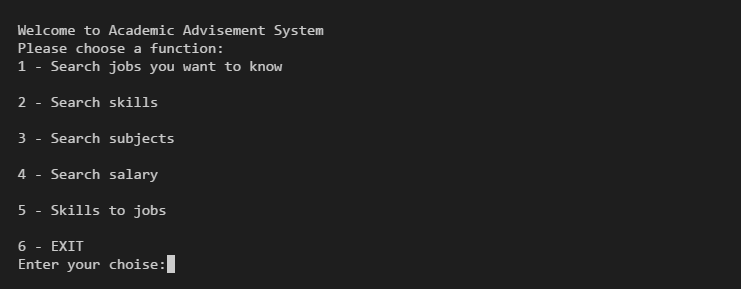 Welcome to Academic Advisement System
Please choose a function:
1 - Search jobs you want to know
2 - Search skills
3 - Search subjects
4 - Search salary
5 - Skills to jobs
6 - EXIT
Enter your choise: